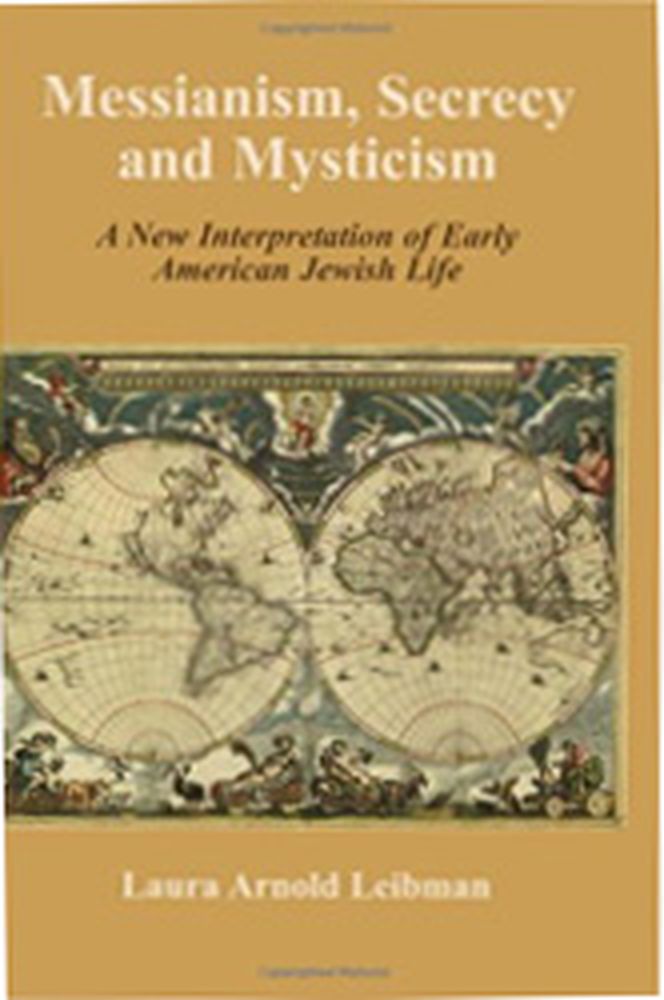 Messianism, Secrecy
and Mysticism
A New Interpretation of Early
American Jewish Life
Laura Arnold Leibman